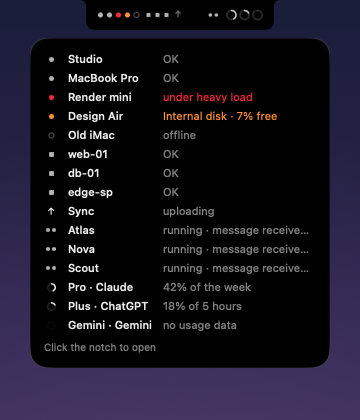 Studio OK
MacBook Pro OK
Render mini under heavy load
Design Air Internal disk · 7% free
Old iMac offline
web-01 OK
db-01 OK
edge-sp OK
Sync uploading
Atlas running · message receive...
Nova running · message receive...
Scout running · message receive...
Pro · Claude 42% of the week
Plus · ChatGPT 18% of 5 hours
Gemini · Gemini no usage data
Click the notch to open